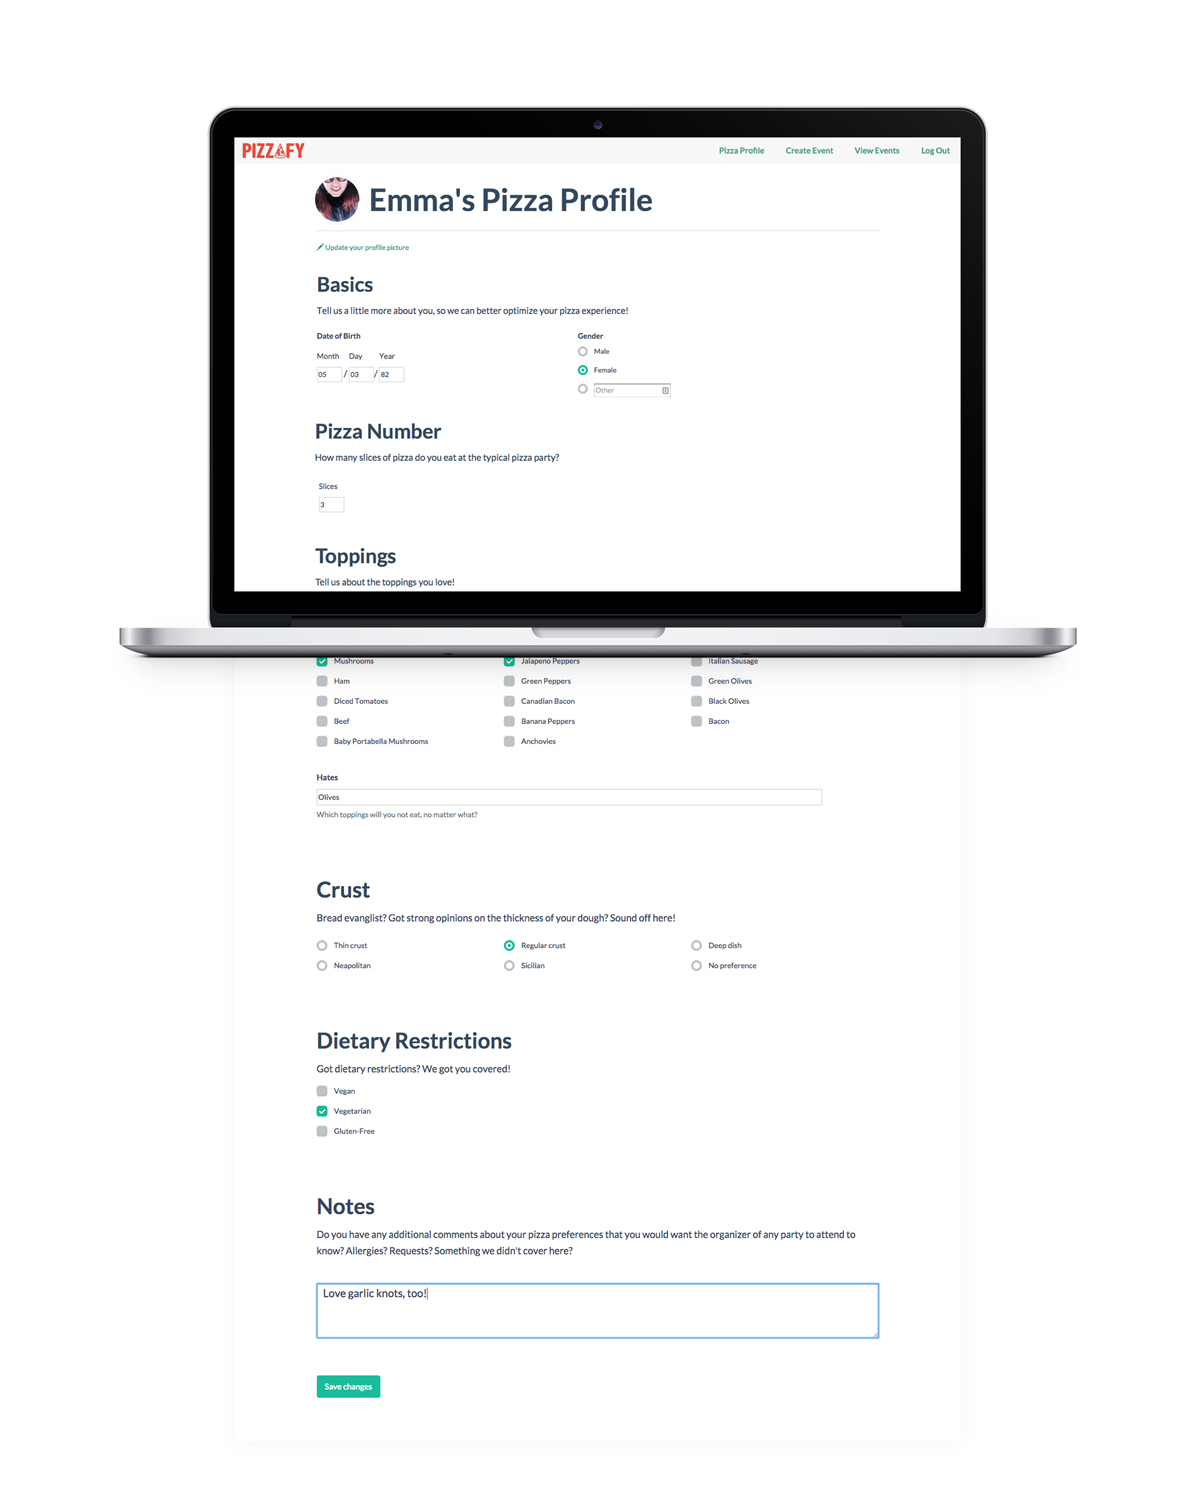 PIZZAFY
Pizza Profile Create Event View Events Log Out
Emma's Pizza Profile
Update your profile picture
Basics
Tell us a little more about you, so we can better optimize your pizza experience!
Date of Birth
Month Day Year
05 / 03 / 82
Gender
Male
Female
Other
Pizza Number
How many slices of pizza do you eat at the typical pizza party?
Slices
3
Toppings
Tell us about the toppings you love!
Mushrooms Jalapeno Peppers Italian Sausage
Ham Green Peppers Green Olives
Diced Tomatoes Canadian Bacon Black Olives
Beef Banana Peppers Bacon
Baby Portabella Mushrooms Anchovies
Hates
Olives
Which toppings will you not eat, no matter what?
Crust
Bread evanglist? Got strong opinions on the thickness of your dough? Sound off here!
Thin crust Regular crust Deep dish
Neapolitan Sicilian No preference
Dietary Restrictions
Got dietary restrictions? We got you covered!
Vegan
Vegetarian
Gluten-Free
Notes
Do you have any additional comments about your pizza preferences that you would want the organizer of any party to attend to
know? Allergies? Requests? Something we didn't cover here?
Love garlic knots, too!
Save changes